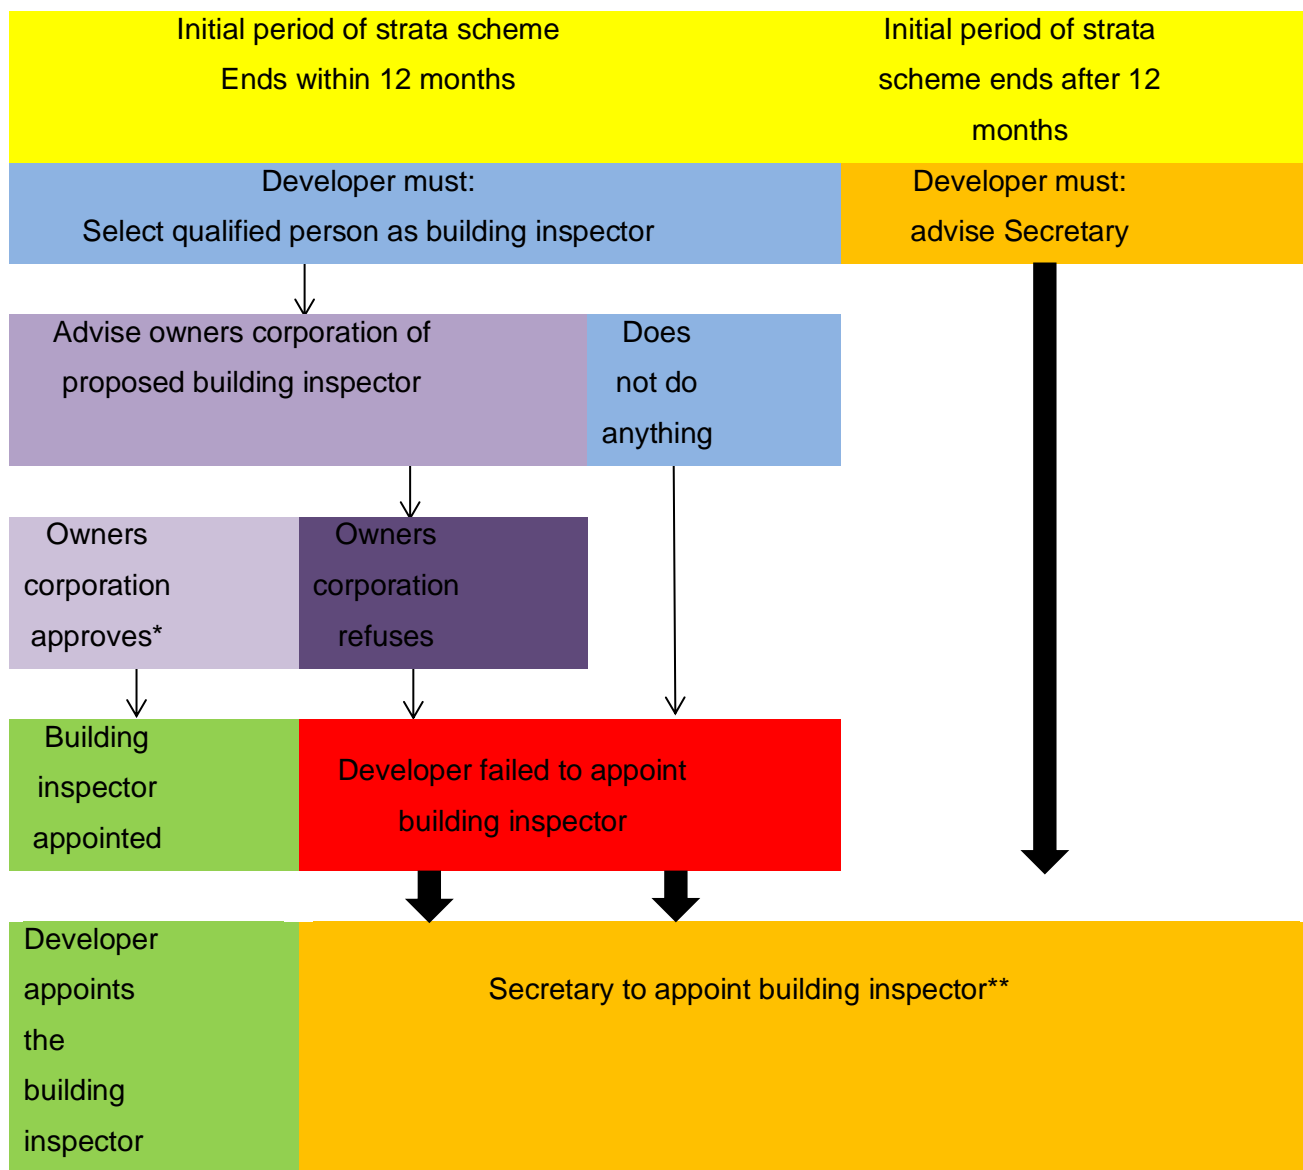 Initial period of strata scheme
Ends within 12 months
Initial period of strata
scheme ends after 12
months
Developer must:
Select qualified person as building inspector
Developer must:
advise Secretary
Advise owners corporation of
proposed building inspector
Does
not do
anything
Owners
corporation
approves*
Owners
corporation
refuses
Building
inspector
appointed
Developer failed to appoint
building inspector
Developer
appoints
the
building
inspector
Secretary to appoint building inspector**